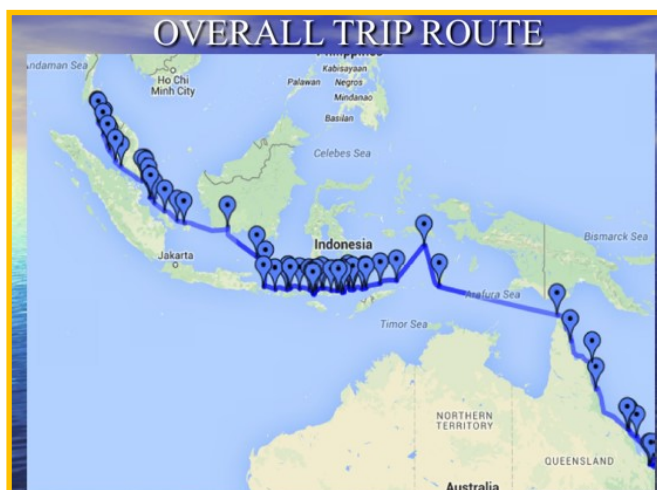 OVERALL TRIP ROUTE
Andaman Sea
Ho Chi
Minh City
Philippines
Kabisayaan
Palawan
Negros
Mindanao
Basilan
Celebes Sea
Indonesia
Jakarta
Bismarck Sea
Arafura Sea
Timor Sea
NORTHERN
TERRITORY
QUEENSLAND
Australia